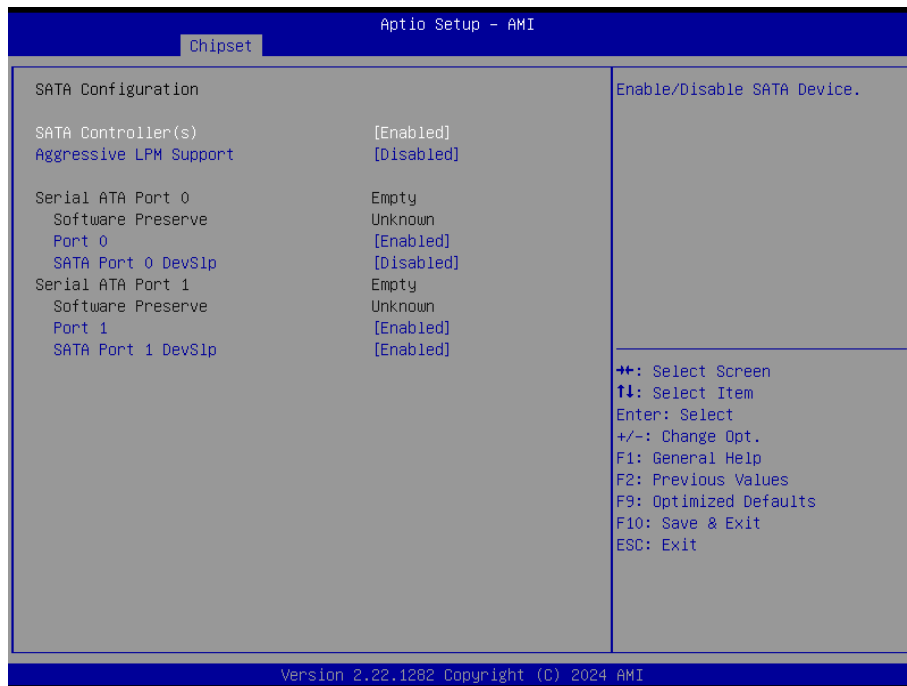 Aptio Setup – AMI
Chipset
SATA Configuration
SATA Controller(s) [Enabled]
Aggressive LPM Support [Disabled]
Serial ATA Port 0 Empty
Software Preserve Unknown
Port 0 [Enabled]
SATA Port 0 DevSlp [Disabled]
Serial ATA Port 1 Empty
Software Preserve Unknown
Port 1 [Enabled]
SATA Port 1 DevSlp [Enabled]
Enable/Disable SATA Device.
→←: Select Screen
↑↓: Select Item
Enter: Select
+/-: Change Opt.
F1: General Help
F2: Previous Values
F9: Optimized Defaults
F10: Save & Exit
ESC: Exit
Version 2.22.1282 Copyright (C) 2024 AMI